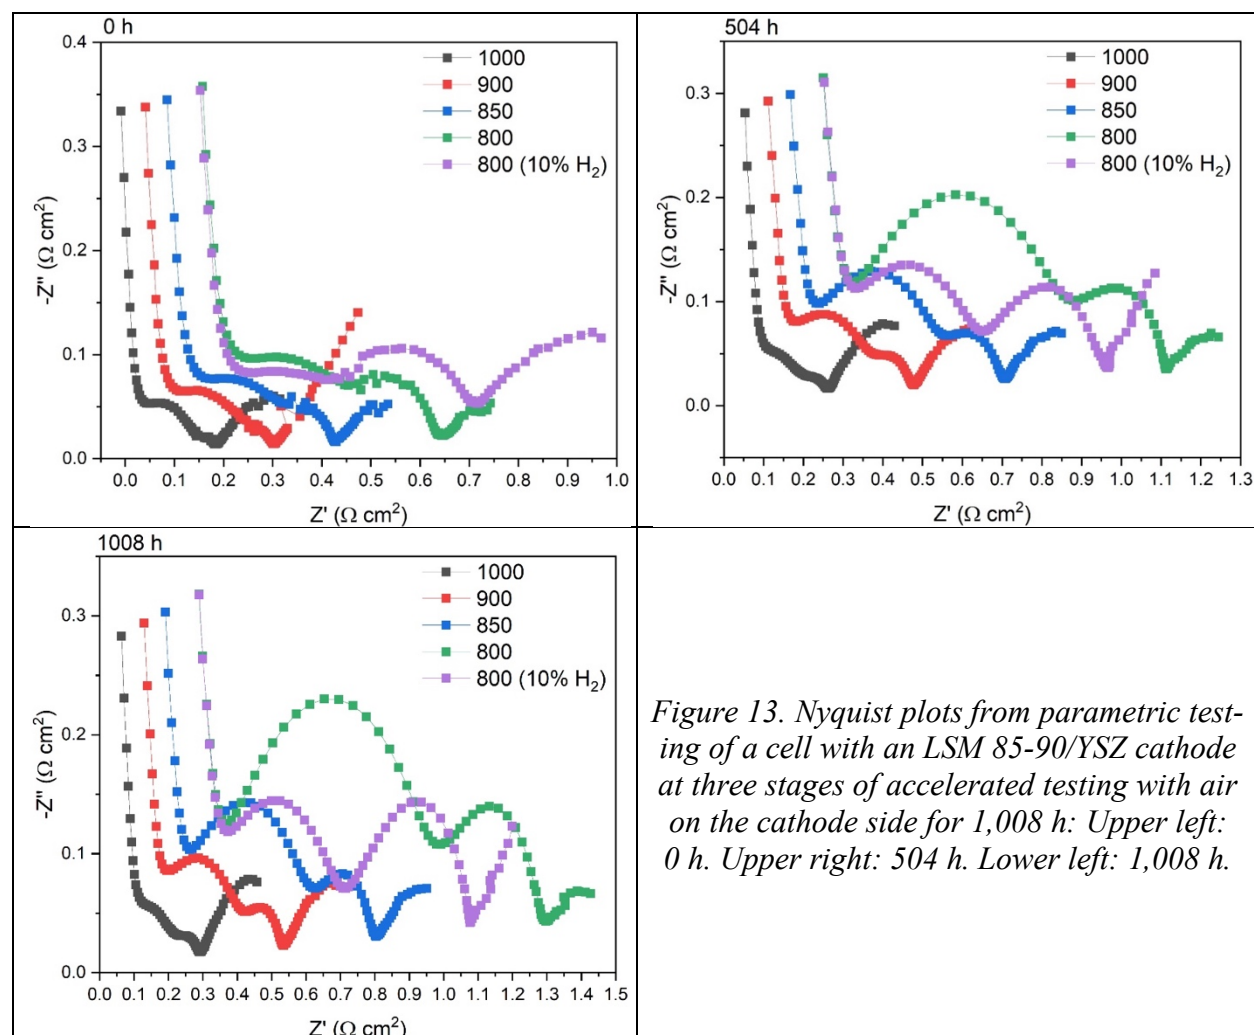 0 h
0.4
0.3
0.2
0.1
0.0
-Z" (Ω cm²)
1000
900
850
800
800 (10% H₂)
0.0 0.1 0.2 0.3 0.4 0.5 0.6 0.7 0.8 0.9 1.0
Z' (Ω cm²)
504 h
0.3
0.2
0.1
0.0
-Z" (Ω cm²)
1000
900
850
800
800 (10% H₂)
0.0 0.1 0.2 0.3 0.4 0.5 0.6 0.7 0.8 0.9 1.0 1.1 1.2 1.3
Z' (Ω cm²)
1008 h
0.3
0.2
0.1
0.0
-Z" (Ω cm²)
1000
900
850
800
800 (10% H₂)
0.0 0.1 0.2 0.3 0.4 0.5 0.6 0.7 0.8 0.9 1.0 1.1 1.2 1.3 1.4 1.5
Z' (Ω cm²)
Figure 13. Nyquist plots from parametric test-
ing of a cell with an LSM 85-90/YSZ cathode
at three stages of accelerated testing with air
on the cathode side for 1,008 h: Upper left:
0 h. Upper right: 504 h. Lower left: 1,008 h.